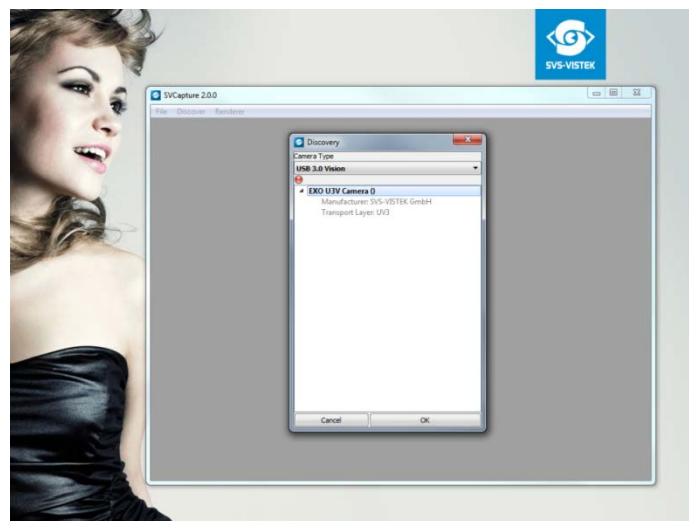 SVS-VISTEK
SVCapture 2.0.0
File Discover Renderer
Discovery
Camera Type
USB 3.0 Vision
EXO U3V Camera ()
Manufacturer: SVS-VISTEK GmbH
Transport Layer: UV3
Cancel OK